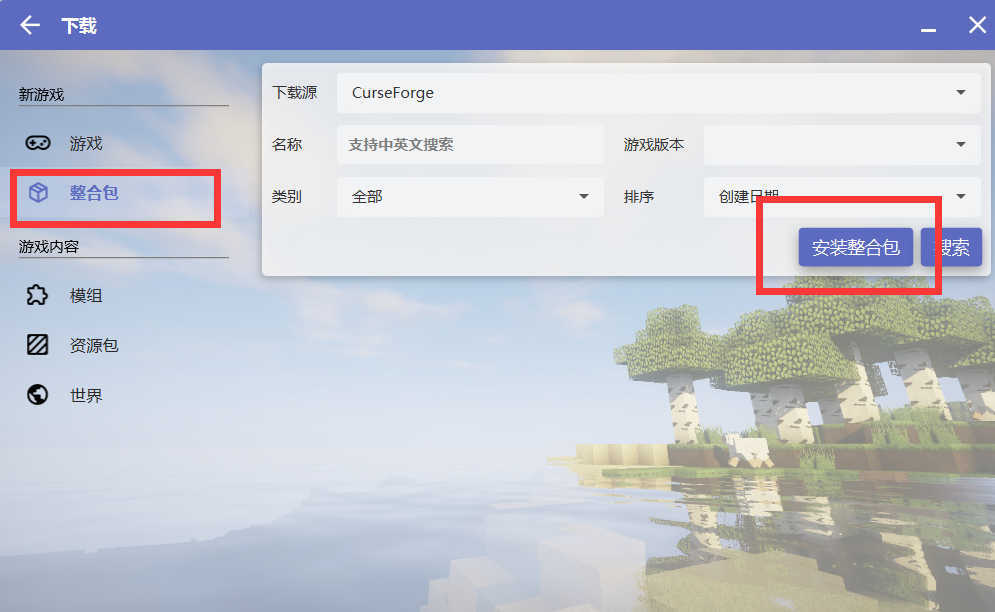 下载
新游戏
游戏
整合包
游戏内容
模组
资源包
世界
下载源 CurseForge
名称 支持中英文搜索 游戏版本
类别 全部 排序 创建日期
安装整合包 搜索